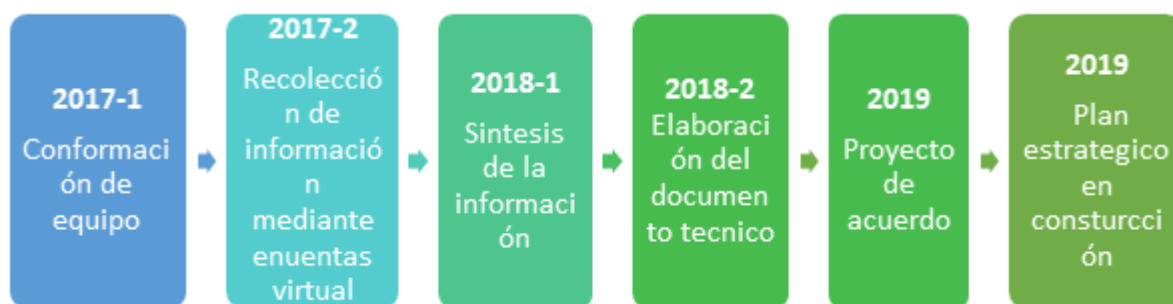 2017-1
Conformaci
ón de
equipo
2017-2
Recolecció
n de
informació
n
mediante
enuentas
virtual
2018-1
Sintesis
de la
informaci
ón
2018-2
Elaboraci
ón del
documen
to tecnico
2019
Proyecto
de
acuerdo
2019
Plan
estrategico
en
consturcci
ón